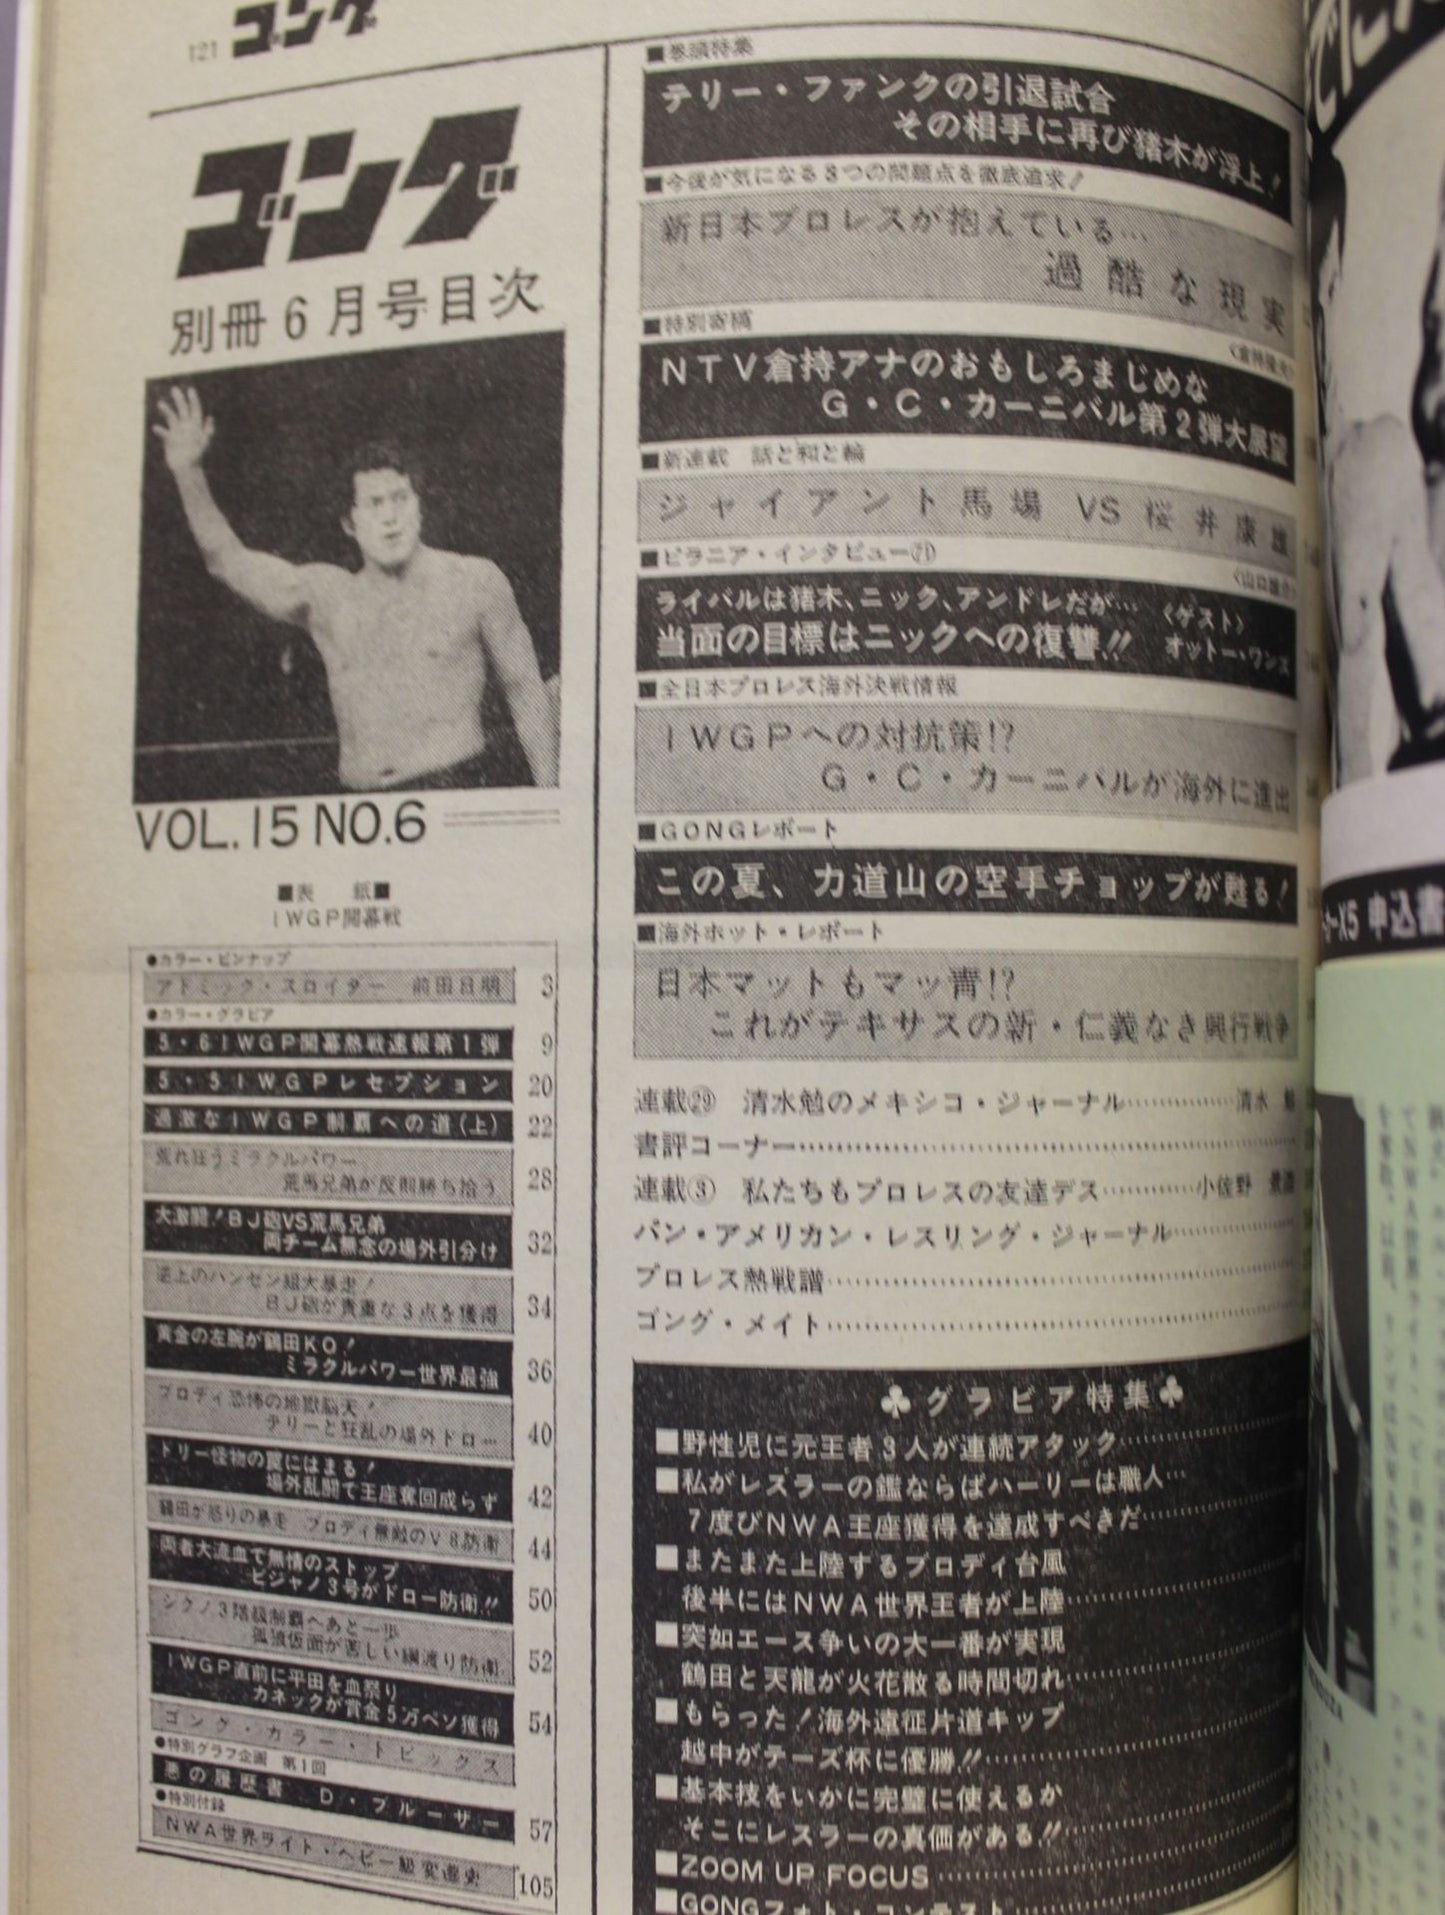 121 ゴング
ゴング
別冊6月号目次
VOL.15 NO.6
■表 紙■
IWGP開幕戦
●カラー・ピンナップ
アトミック・スロイダー 前田日明 3
●カラー・グラビア
5・6IWGP開幕熱戦速報第1弾 9
5・5IWGPレセプション 20
過激なIWGP制覇への道(上) 22
荒れ狂うミラクルパワー
荒馬兄弟が反則勝ち拾う 28
大激闘!BJ砲VS荒馬兄弟
両チーム無念の場外引分け 32
逆上のハンセン組大暴走!
BJ砲が貴重な3点を獲得 34
黄金の左腕が鶴田KO!
ミラクルパワー世界最強 36
ブロディ恐怖の地獄脳天!
テリーと狂乱の場外ドロー 40
ドリー怪物の罠にはまる!
場外乱闘で王座奪回成らず 42
鶴田が怒りの暴走 ブロディ無敵のV8防衛 44
両者大流血で無情のストップ
ビジャノ3号がドロー防衛!! 50
シクノ3階級制覇へあと一歩
孤狼仮面が苦しい綱渡り防衛 52
IWGP直前に平田を血祭り
カネックが賞金5万ペソ獲得 54
ゴング・カラー・トピックス
●特別グラフ企画 第1回
悪の履歴書 D・ブルーザー 57
●特別付録
NWA世界ライト・ヘビー級変遷史 105
■巻頭特集
テリー・ファンクの引退試合
その相手に再び猪木が浮上!
■今後が気になる3つの問題点を徹底追求!
新日本プロレスが抱えている…
過酷な現実
■特別寄稿
NTV倉持アナのおもしろまじめな
G・C・カーニバル第2弾大展望
■新連載 話と和と輪
ジャイアント馬場 VS 桜井康雄
■ピラニア・インタビュー㉑
ライバルは猪木、ニック、アンドレだが… 〈ゲスト〉
当面の目標はニックへの復讐!! オットー・ワンズ
■全日本プロレス海外決戦情報
IWGPへの対抗策!?
G・C・カーニバルが海外に進出
■GONGレポート
この夏、力道山の空手チョップが甦る!
■海外ホット・レポート
日本マットもマッ青!?
これがテキサスの新・仁義なき興行戦争
連載㉙ 清水勉のメキシコ・ジャーナル……………清水 勉
書評コーナー……………
連載③ 私たちもプロレスの友達デス…………小佐野
パン・アメリカン・レスリング・ジャーナル…………
プロレス熱戦譜……………
ゴング・メイト……………
♣グラビア特集♣
■野性児に元王者3人が連続アタック…………
■私がレスラーの鑑ならばハーリーは職人…
7度びNWA王座獲得を達成すべきだ…………
■またまた上陸するブロディ台風
後半にはNWA世界王者が上陸…………
■突如エース争いの大一番が実現
鶴田と天龍が火花散る時間切れ…………
■もらった!海外遠征片道キップ
越中がテーズ杯に優勝!!…………
■基本技をいかに完璧に使えるか
そこにレスラーの真価がある!!…………
■ZOOM UP FOCUS…………
■GONGフォト・コンテスト…………
X5 申込書